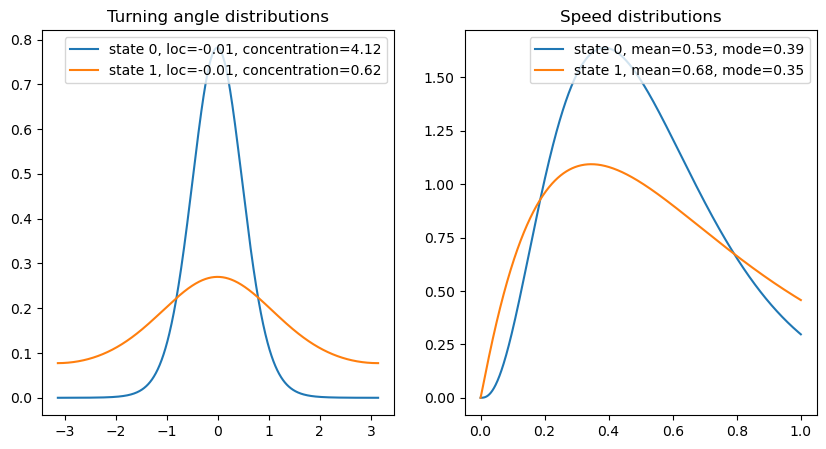 Turning angle distributions
state 0, loc=-0.01, concentration=4.12
state 1, loc=-0.01, concentration=0.62
0.8
0.7
0.6
0.5
0.4
0.3
0.2
0.1
0.0
−3 −2 −1 0 1 2 3
Speed distributions
state 0, mean=0.53, mode=0.39
state 1, mean=0.68, mode=0.35
1.50
1.25
1.00
0.75
0.50
0.25
0.00
0.0 0.2 0.4 0.6 0.8 1.0